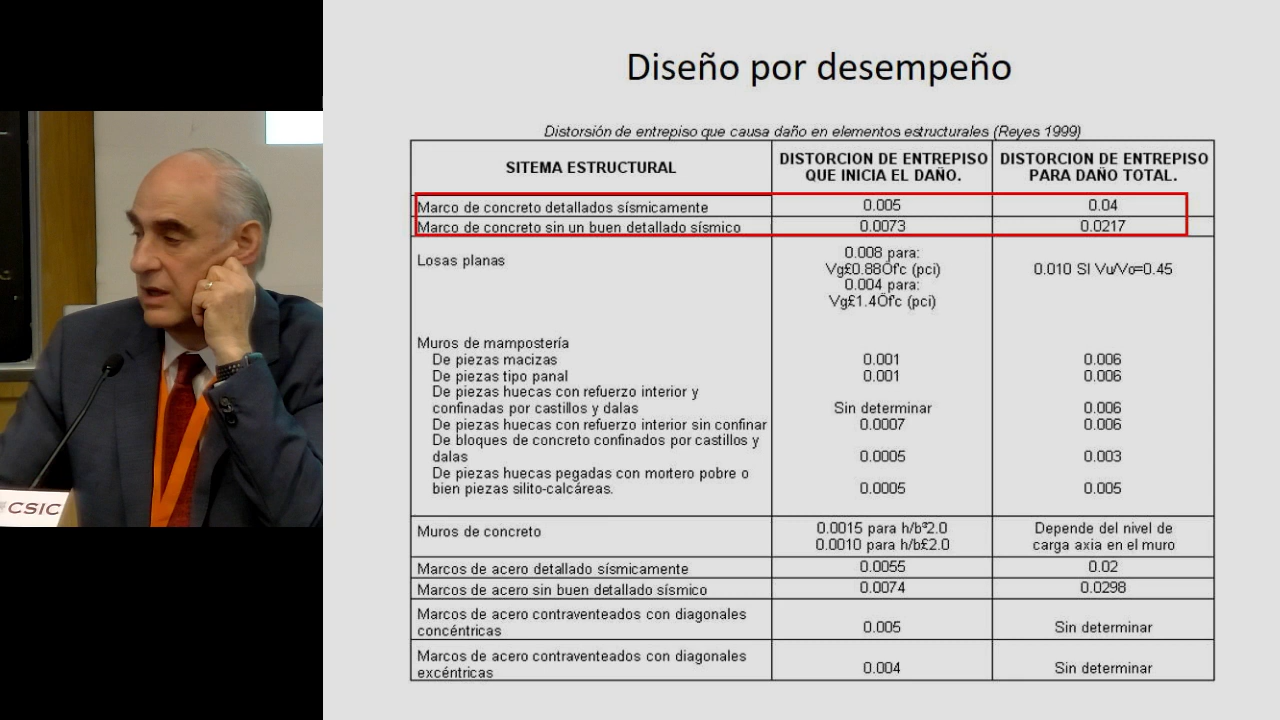 Diseño por desempeño
Distorsión de entrepiso que causa daño en elementos estructurales (Reyes 1999)
SITEMA ESTRUCTURAL
DISTORCION DE ENTREPISO
QUE INICIA EL DAÑO.
DISTORCION DE ENTREPISO
PARA DAÑO TOTAL.
Marco de concreto detallados sísmicamente
0.005
0.04
Marco de concreto sin un buen detallado sísmico
0.0073
0.0217
Losas planas
0.008 para:
Vg£0.88Öf'c (pci)
0.004 para:
Vg£1.4Öf'c (pci)
0.010 SI Vu/Vo=0.45
Muros de mampostería
De piezas macizas
0.001
0.006
De piezas tipo panal
0.001
0.006
De piezas huecas con refuerzo interior y
confinadas por castillos y dalas
Sin determinar
0.006
De piezas huecas con refuerzo interior sin confinar
0.0007
0.006
De bloques de concreto confinados por castillos y
dalas
0.0005
0.003
De piezas huecas pegadas con mortero pobre o
bien piezas silito-calcáreas.
0.0005
0.005
Muros de concreto
0.0015 para h/b³2.0
0.0010 para h/b£2.0
Depende del nivel de
carga axia en el muro
Marcos de acero detallado sísmicamente
0.0055
0.02
Marcos de acero sin buen detallado sísmico
0.0074
0.0298
Marcos de acero contraventeados con diagonales
concéntricas
0.005
Sin determinar
Marcos de acero contraventeados con diagonales
excéntricas
0.004
Sin determinar
CSIC